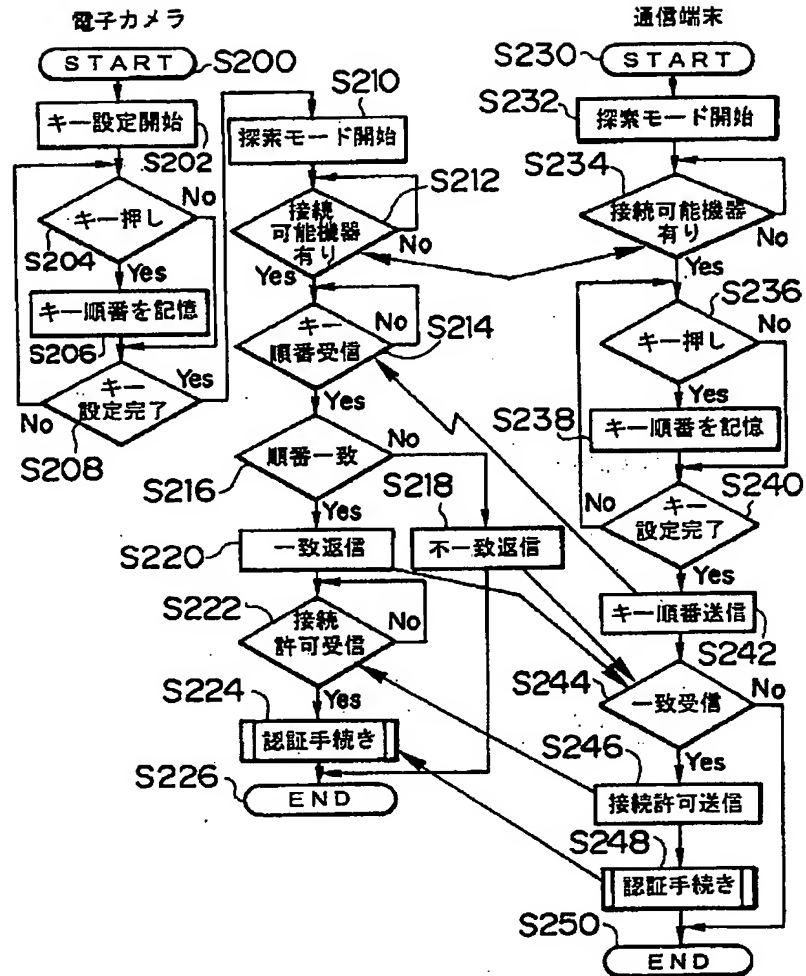 電子カメラ
START
S200
キー設定開始
S202
キー押し
No
S204
Yes
キー順番を記憶
S206
キー
設定完了
Yes
No
S208
S210
探索モード開始
S212
接続
可能機器
有り
No
Yes
キー
順番受信
No
S214
Yes
順番一致
No
S216
Yes
S218
S220
一致返信
不一致返信
S222
接続
許可受信
No
Yes
S224
認証手続き
S226
END
通信端末
S230
START
S232
探索モード開始
S234
接続可能機器
有り
No
Yes
S236
キー押し
No
Yes
S238
キー順番を記憶
S240
キー
設定完了
No
Yes
キー順番送信
S242
S244
一致受信
No
Yes
S246
接続許可送信
S248
認証手続き
S250
END